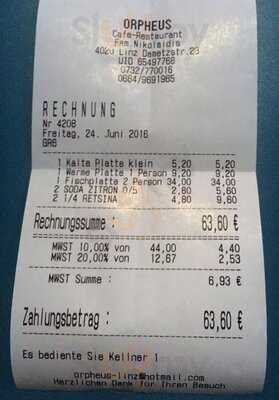 ORPHEUS
Cafe-Restaurant
Fam.Nikolaidis
4020 Linz Dametzstr.23
UID 65497768
0732/770016
0664/9691965
RECHNUNG
Nr 4208
Freitag, 24. Juni 2016
GR6
1 Kalte Platte klein 5,20 5,20
1 Warme Platte 1 Person 9,20 9,20
1 Fischplatte 2 Person 34,00 34,00
2 SODA ZITRON 0/5 2,80 5,60
2 1/4 RETSINA 4,80 9,60
Rechnungssumme : 63,60 €
MWST 10,00% von 44,00 4,40
MWST 20,00% von 12,67 2,53
MWST Summe : 6,93 €
Zahlungsbetrag : 63,60 €
Es bediente Sie Kellner 1
orpheus-linz@hotmail.com
Herzlichen Dank für Ihren Besuch